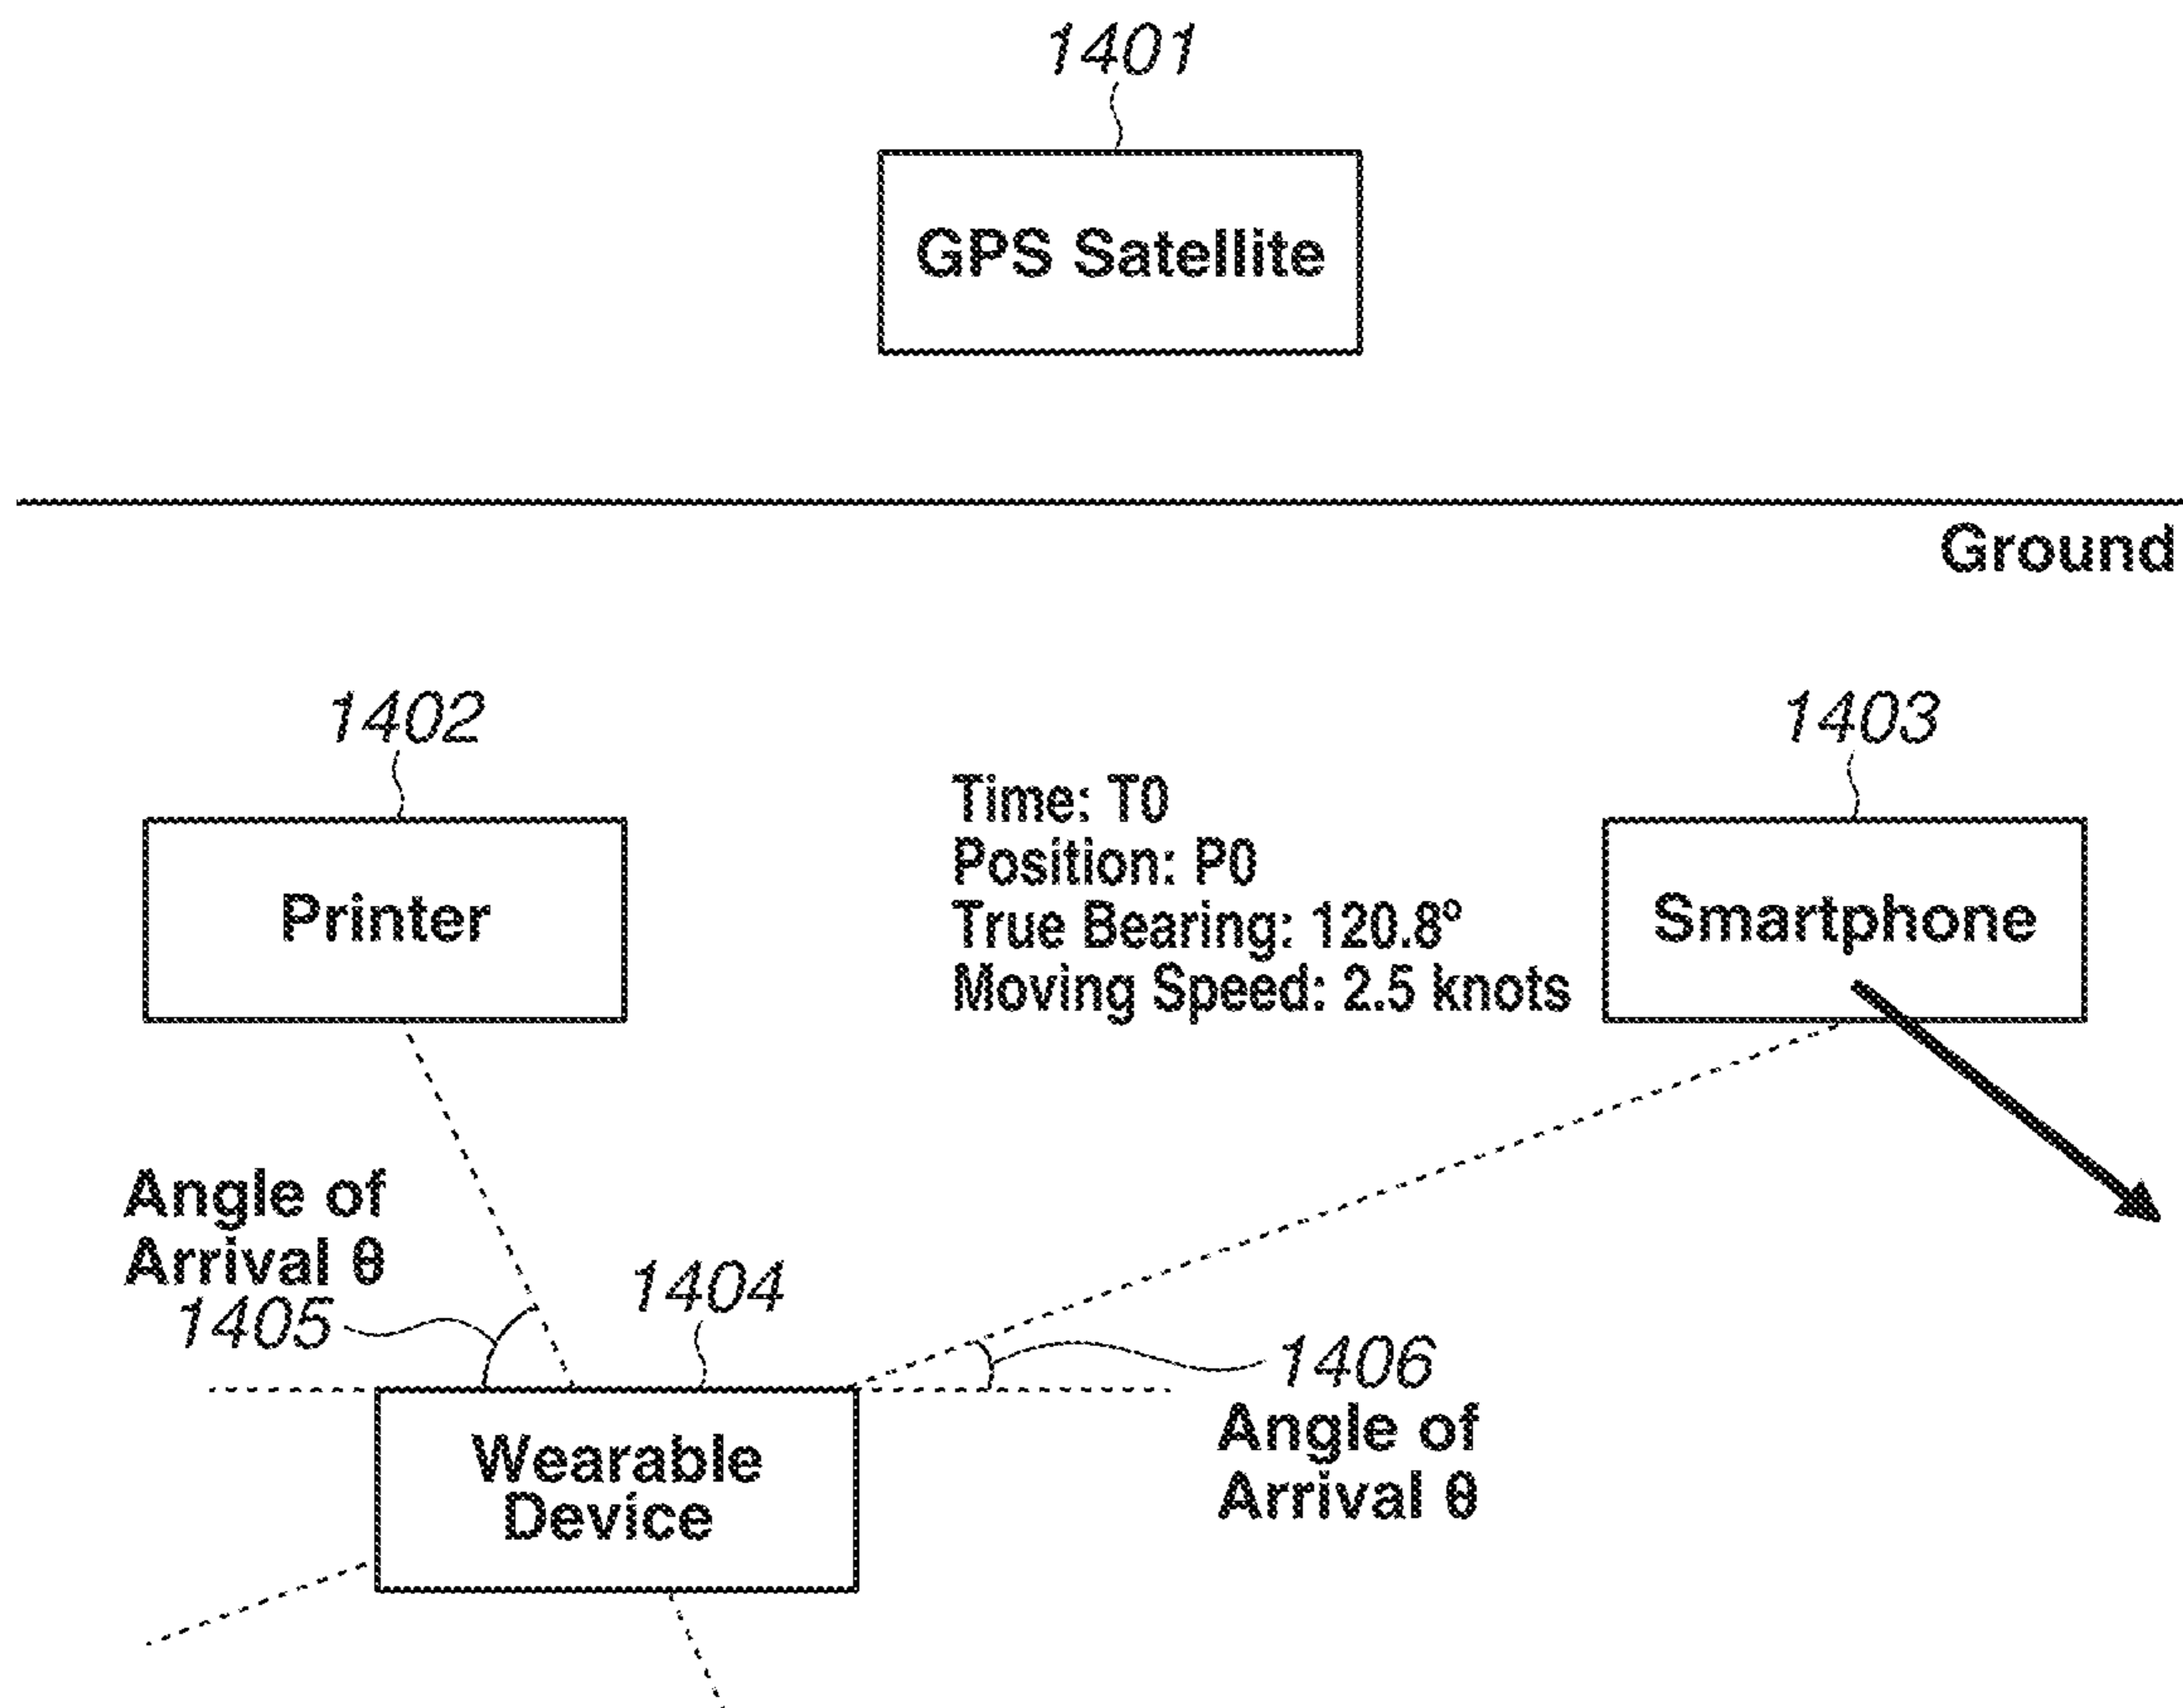 1401
GPS Satellite
Ground
1402
1403
Printer
Time: T0
Position: P0
True Bearing: 120.8º
Moving Speed: 2.5 knots
Smartphone
Angle of
Arrival θ
1405
1404
1406
Angle of
Arrival θ
Wearable
Device